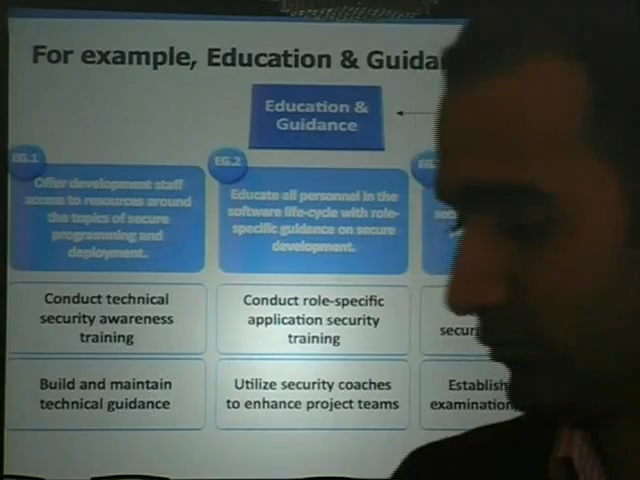 For example, Education & Guida
Education &
Guidance
EG.1
Offer development staff
access to resources around
the topics of secure
programming and
deployment.
EG.2
Educate all personnel in the
software life-cycle with role-
specific guidance on secure
development.
EG.
Conduct technical
security awareness
training
Conduct role-specific
application security
training
secur
Build and maintain
technical guidance
Utilize security coaches
to enhance project teams
Establish
examination